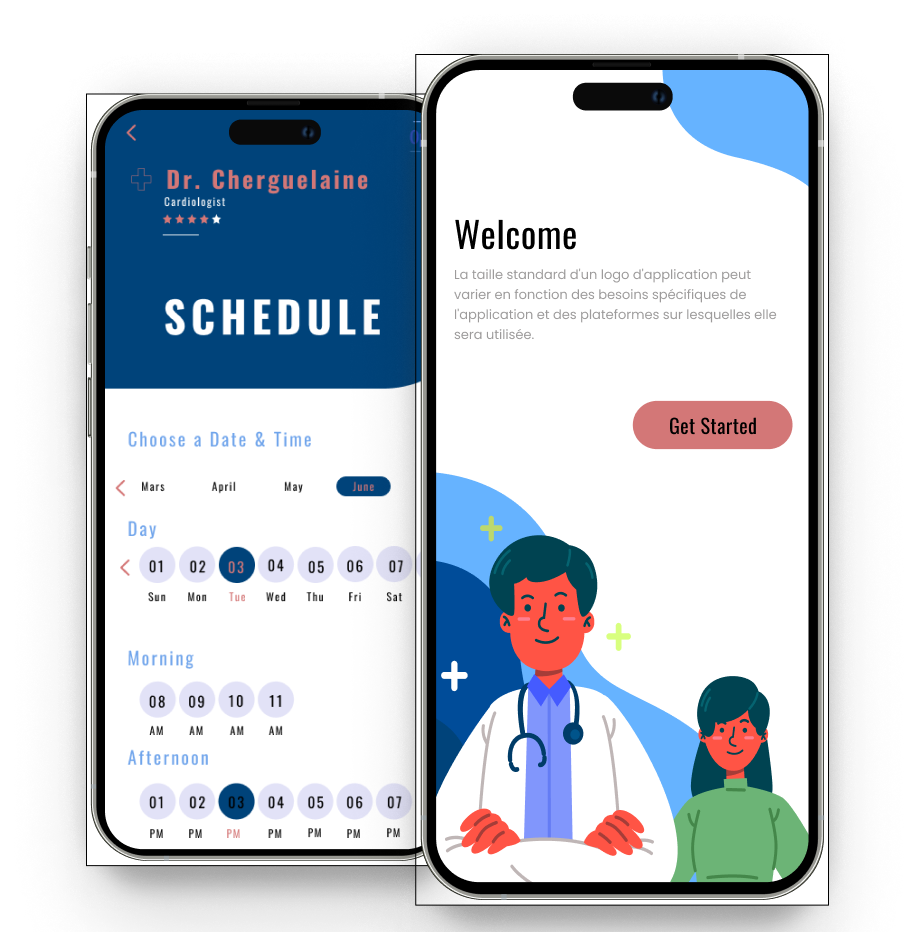 Dr. Cherguelaine
Cardiologist
SCHEDULE
Choose a Date & Time
Mars April May June
Day
01 02 03 04 05 06 07
Sun Mon Tue Wed Thu Fri Sat
Morning
08 09 10 11
AM AM AM AM
Afternoon
01 02 03 04 05 06 07
PM PM PM PM PM PM PM
Welcome
La taille standard d'un logo d'application peut
varier en fonction des besoins spécifiques de
l'application et des plateformes sur lesquelles elle
sera utilisée.
Get Started